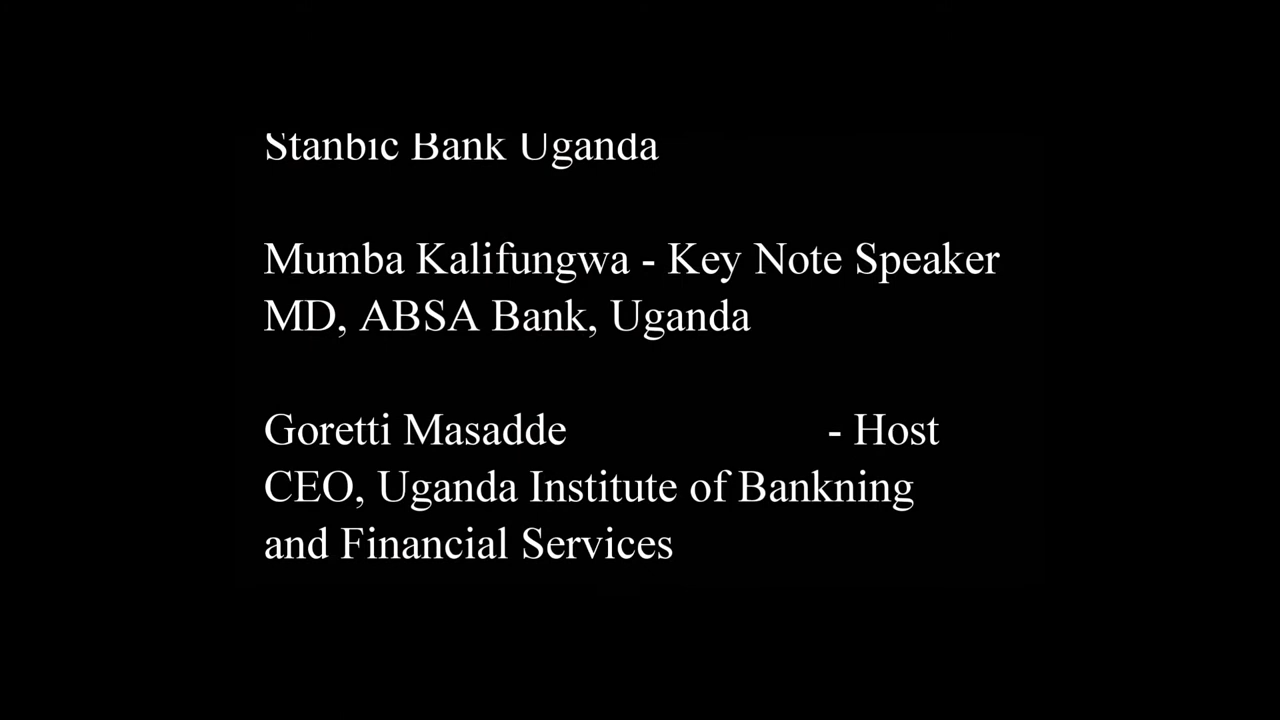 Stanbic Bank Uganda
Mumba Kalifungwa - Key Note Speaker
MD, ABSA Bank, Uganda
Goretti Masadde - Host
CEO, Uganda Institute of Bankning
and Financial Services